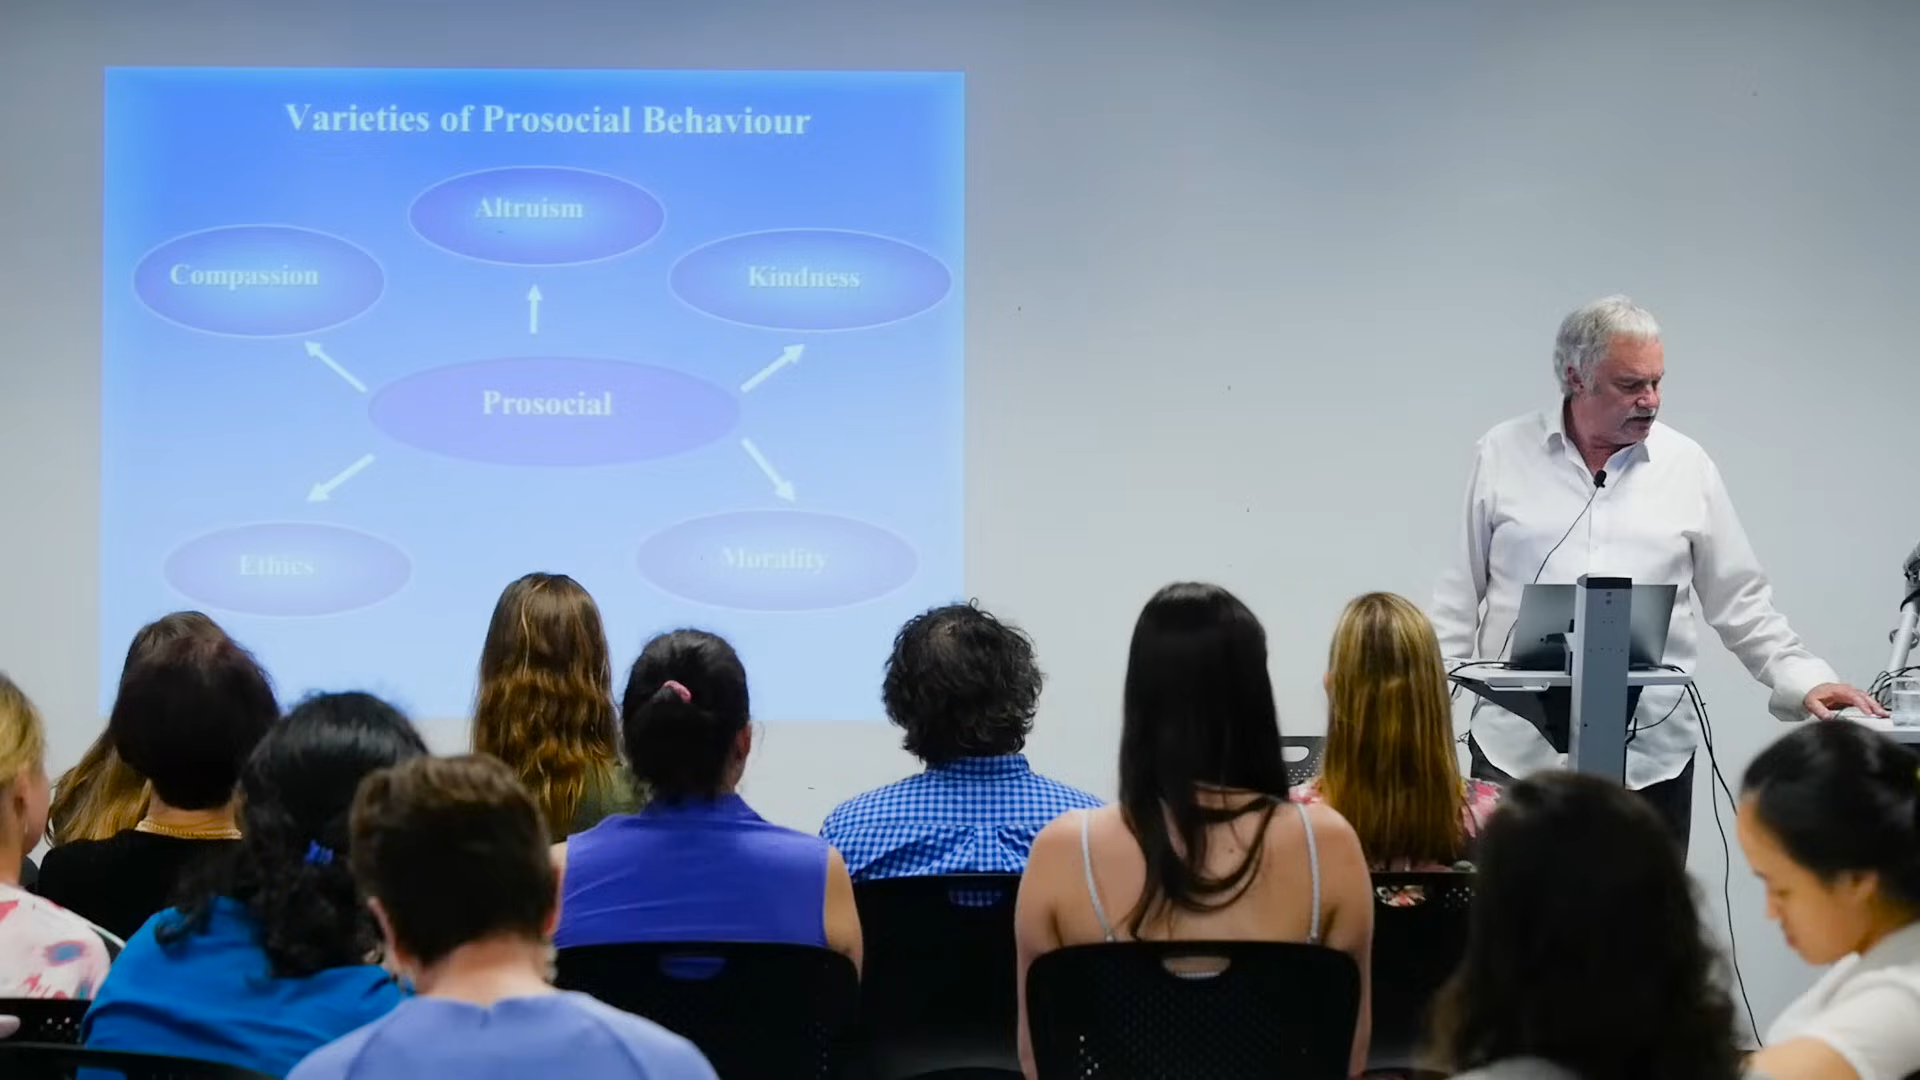 Varieties of Prosocial Behaviour
Altruism
Compassion
Kindness
Prosocial
Ethics
Morality